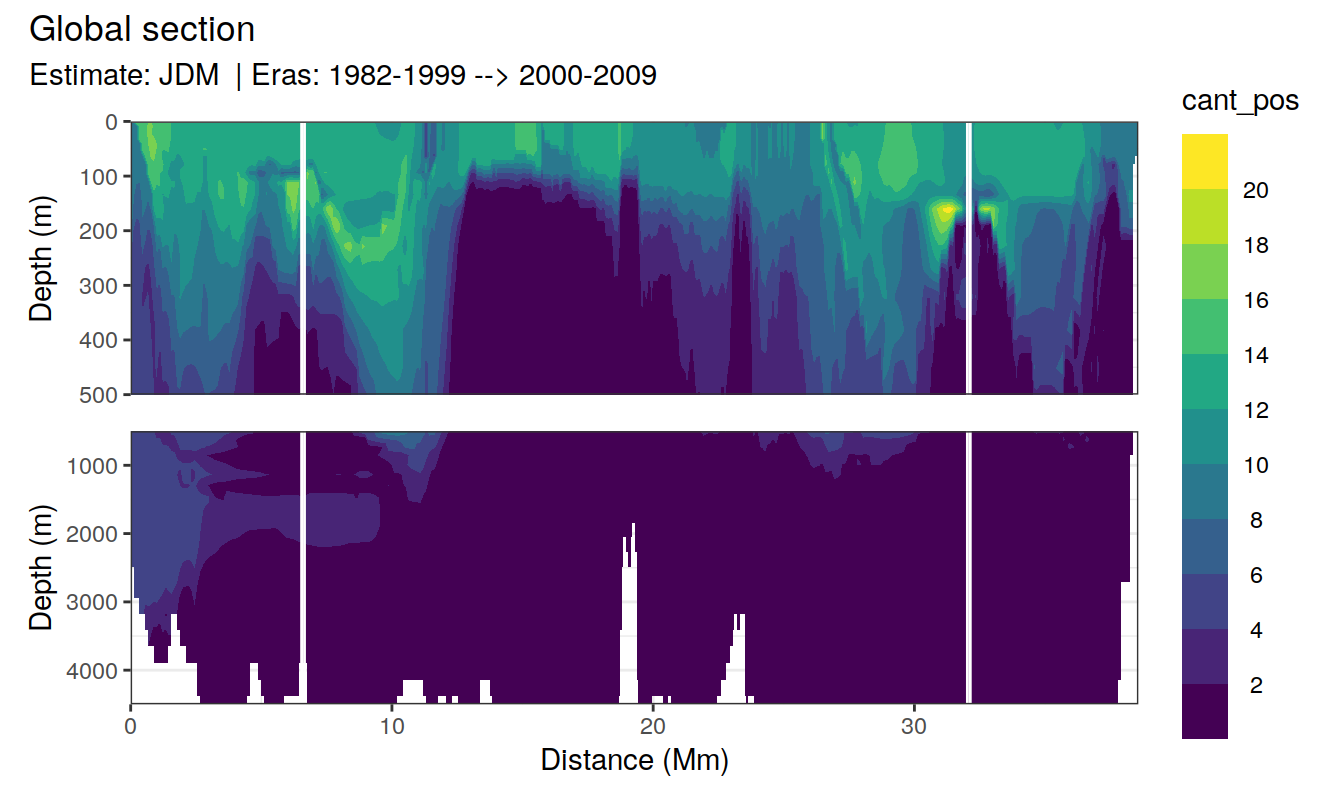 Global section
Estimate: JDM | Eras: 1982-1999 --> 2000-2009
cant_pos
20
18
16
14
12
10
8
6
4
2
Depth (m)
0
100
200
300
400
500
Depth (m)
1000
2000
3000
4000
0 10 20 30
Distance (Mm)